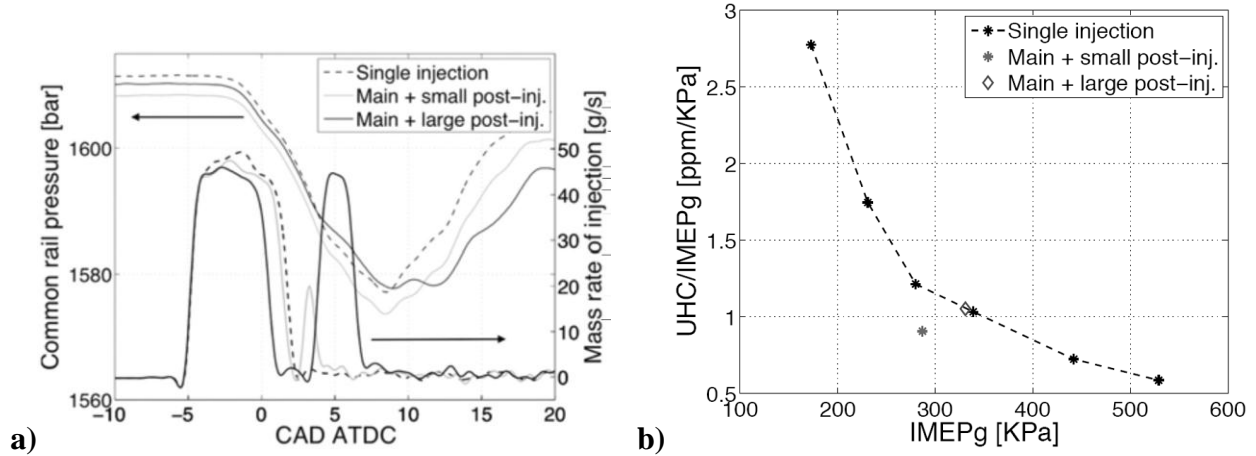 Single injection
Main + small post-inj.
Main + large post-inj.
Common rail pressure [bar]
1600
1580
1560
-10
-5
0
5
10
15
20
CAD ATDC
50
40
30
20
10
0
Mass rate of injection [g/s]
a)
Single injection
Main + small post-inj.
Main + large post-inj.
UHC/IMEPg [ppm/KPa]
3
2.5
2
1.5
1
0.5
100
200
300
400
500
600
IMEPg [KPa]
b)